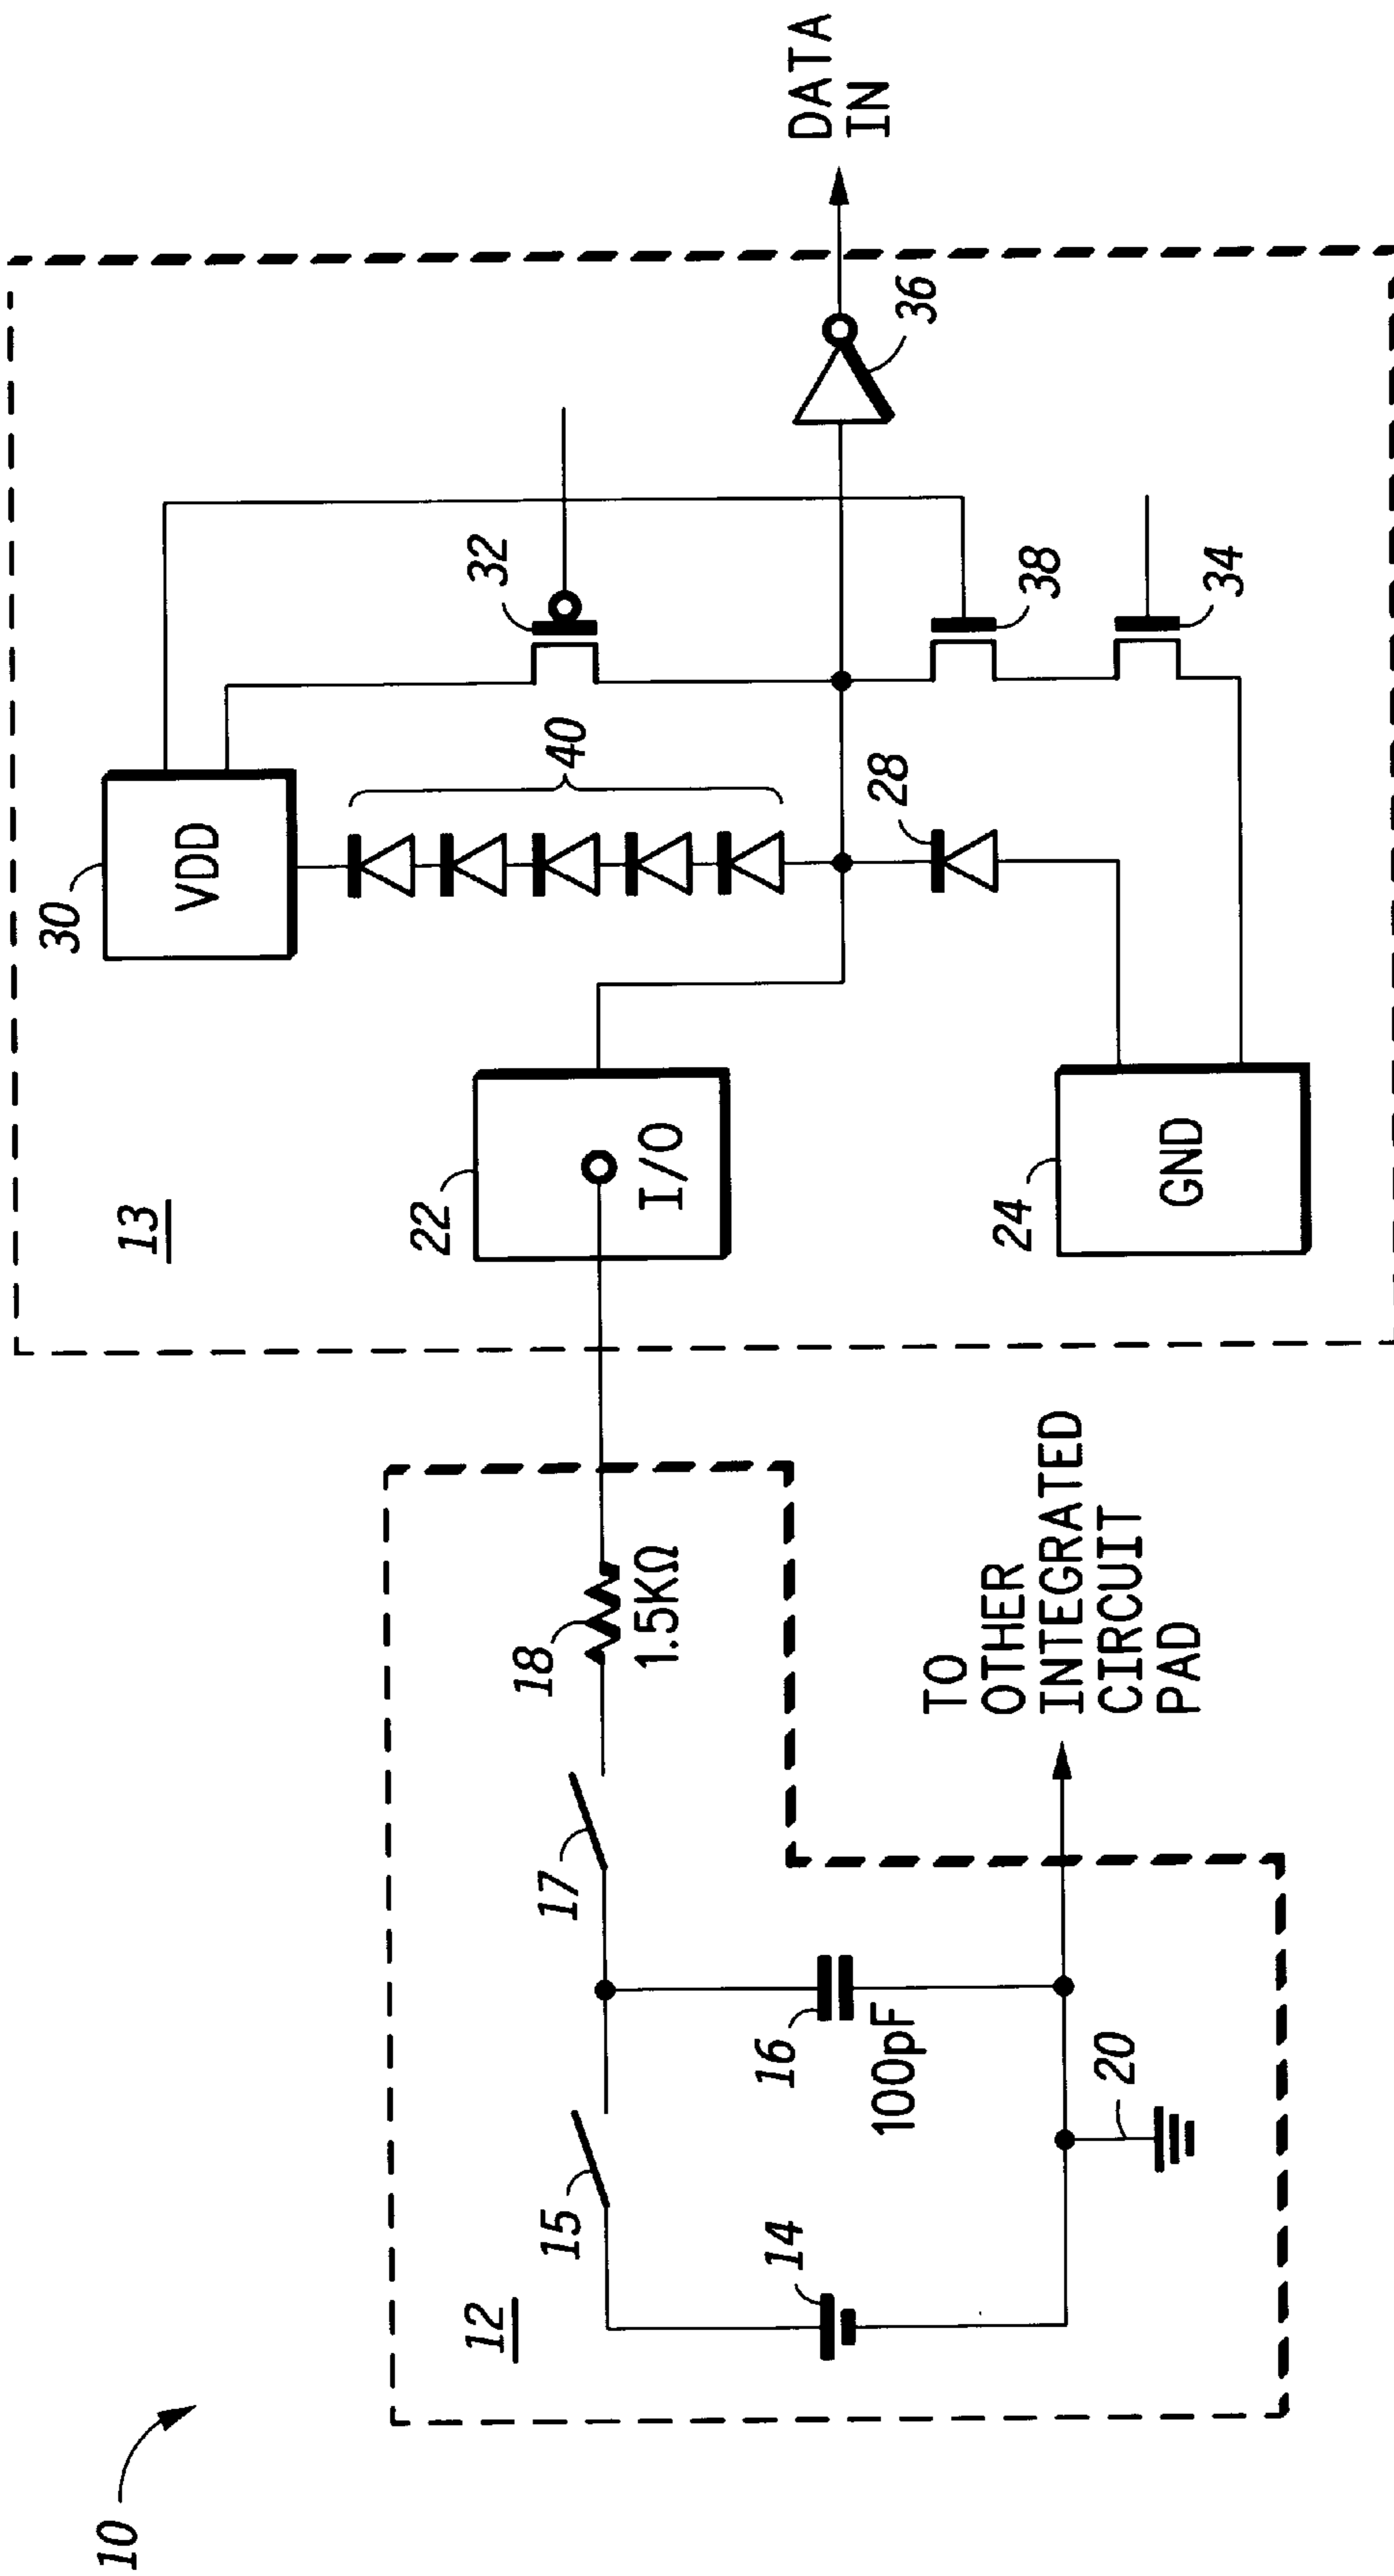 10
12
15
17
18
1.5KΩ
14
16
100pF
20
TO
OTHER
INTEGRATED
CIRCUIT
PAD
13
30
VDD
22
I/O
24
GND
40
28
32
38
34
36
DATA
IN